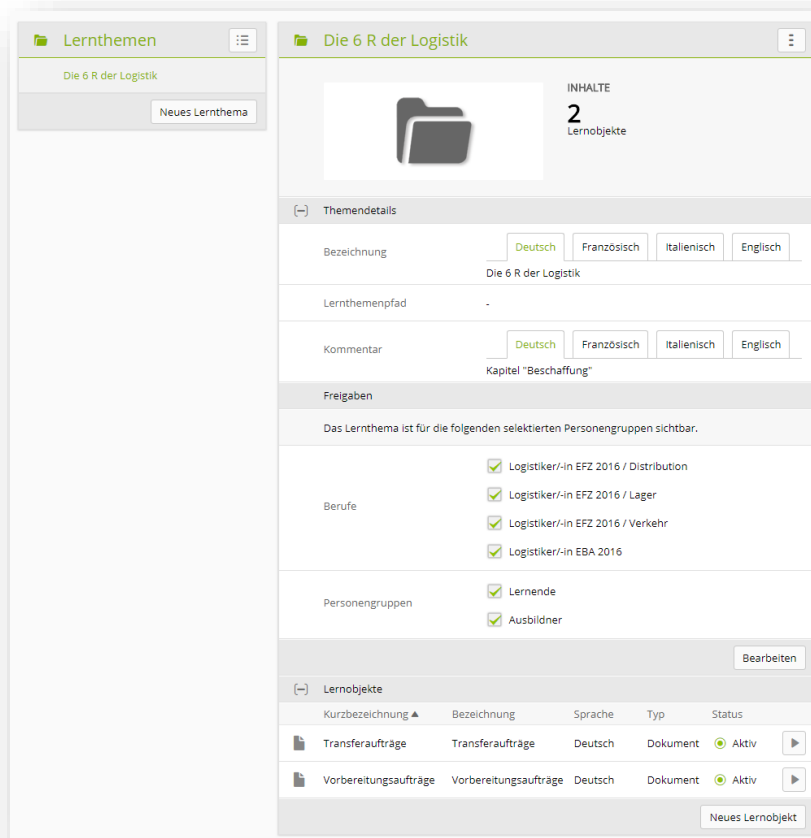 Lernthemen
Die 6 R der Logistik
Neues Lernthema
Die 6 R der Logistik
INHALTE
2
Lernobjekte
Themendetails
Bezeichnung
Deutsch Französisch Italienisch Englisch
Die 6 R der Logistik
Lernthemenpfad -
Kommentar
Deutsch Französisch Italienisch Englisch
Kapitel "Beschaffung"
Freigaben
Das Lernthema ist für die folgenden selektierten Personengruppen sichtbar.
Berufe
Logistiker/-in EFZ 2016 / Distribution
Logistiker/-in EFZ 2016 / Lager
Logistiker/-in EFZ 2016 / Verkehr
Logistiker/-in EBA 2016
Personengruppen
Lernende
Ausbildner
Bearbeiten
Lernobjekte
Kurzbezeichnung Bezeichnung Sprache Typ Status
Transferaufträge Transferaufträge Deutsch Dokument Aktiv
Vorbereitungsaufträge Vorbereitungsaufträge Deutsch Dokument Aktiv
Neues Lernobjekt